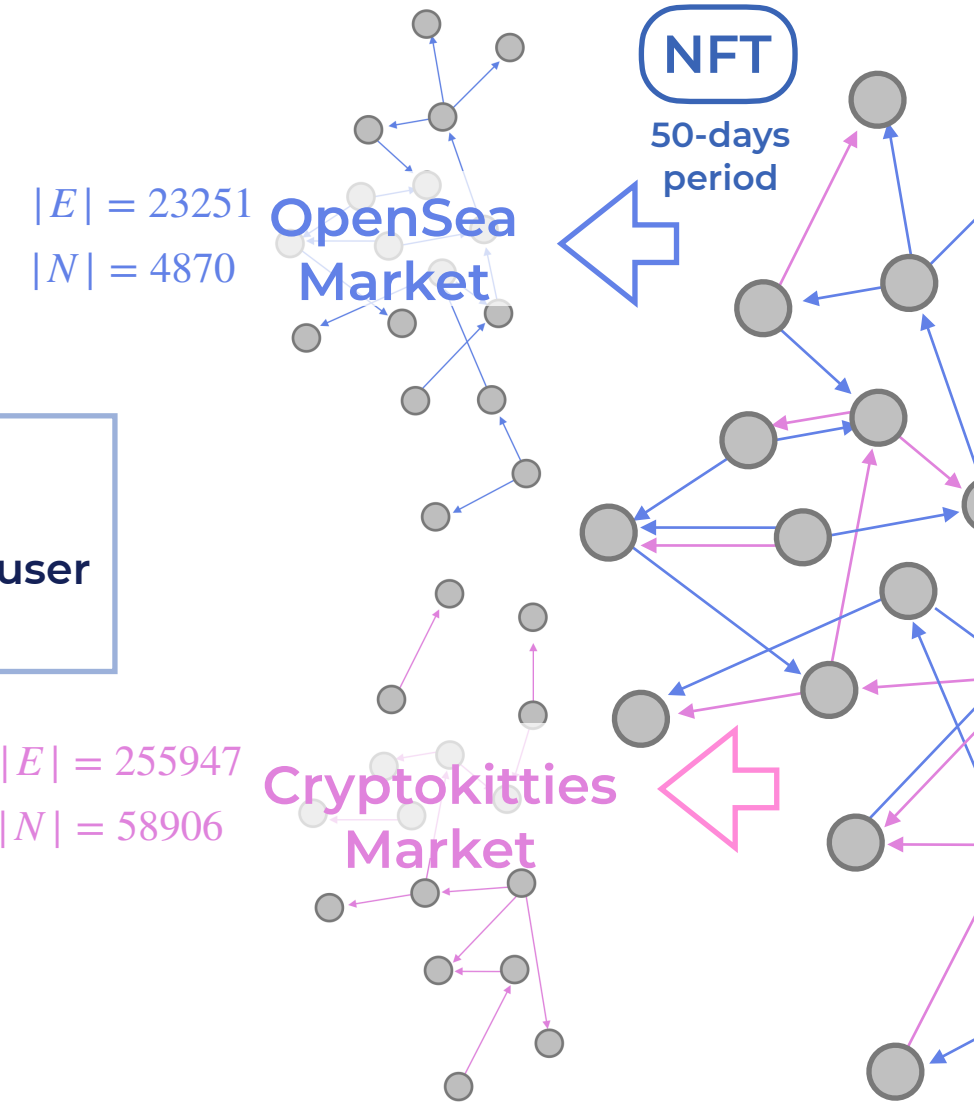 NFT
50-days
period
|E| = 23251
|N| = 4870
OpenSea
Market
user
|E| = 255947
|N| = 58906
Cryptokitties
Market